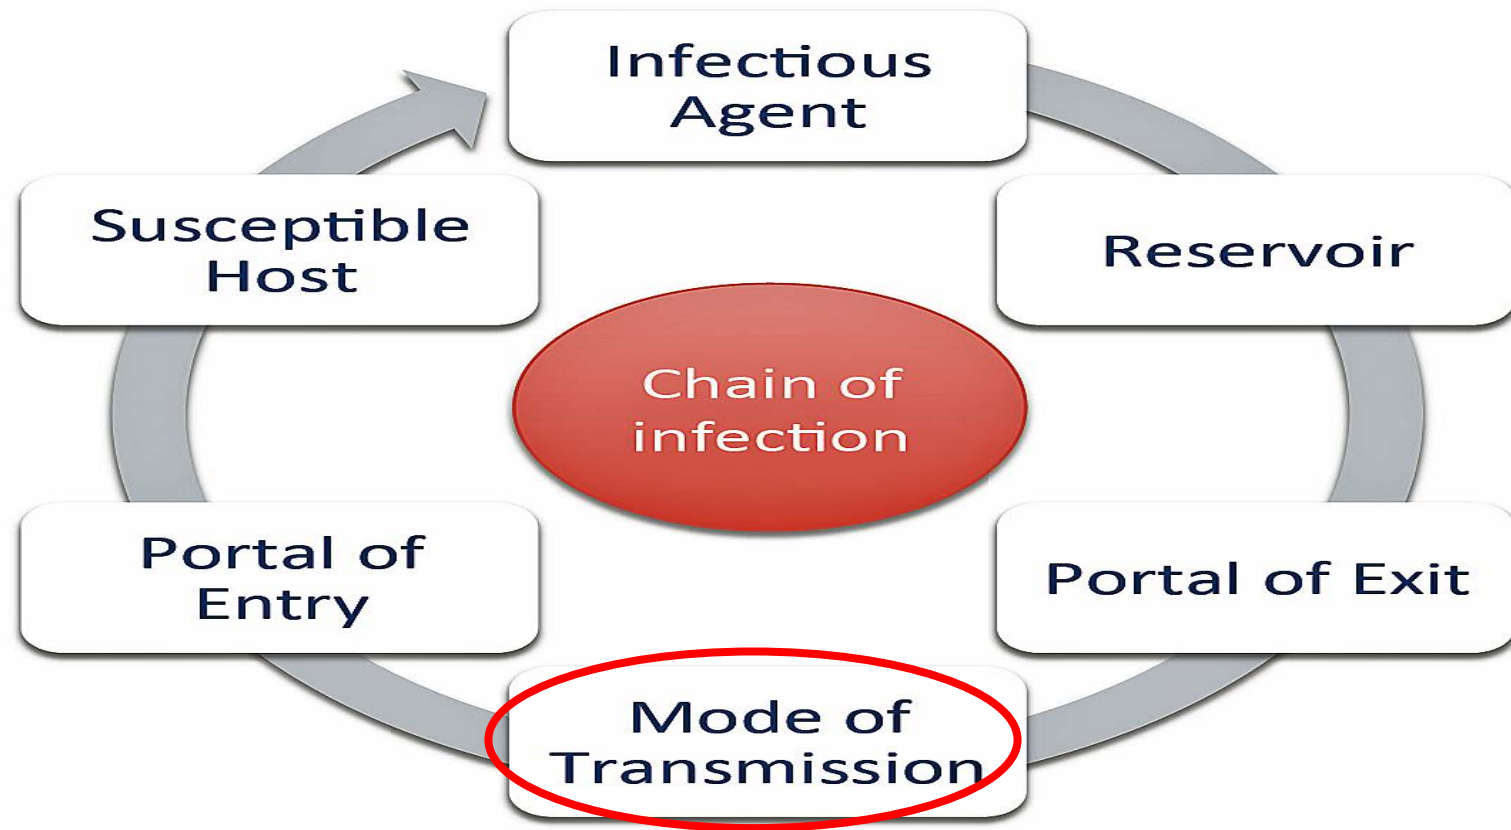 Infectious
Agent
Susceptible
Host
Reservoir
Chain of
infection
Portal of
Entry
Portal of Exit
Mode of
Transmission